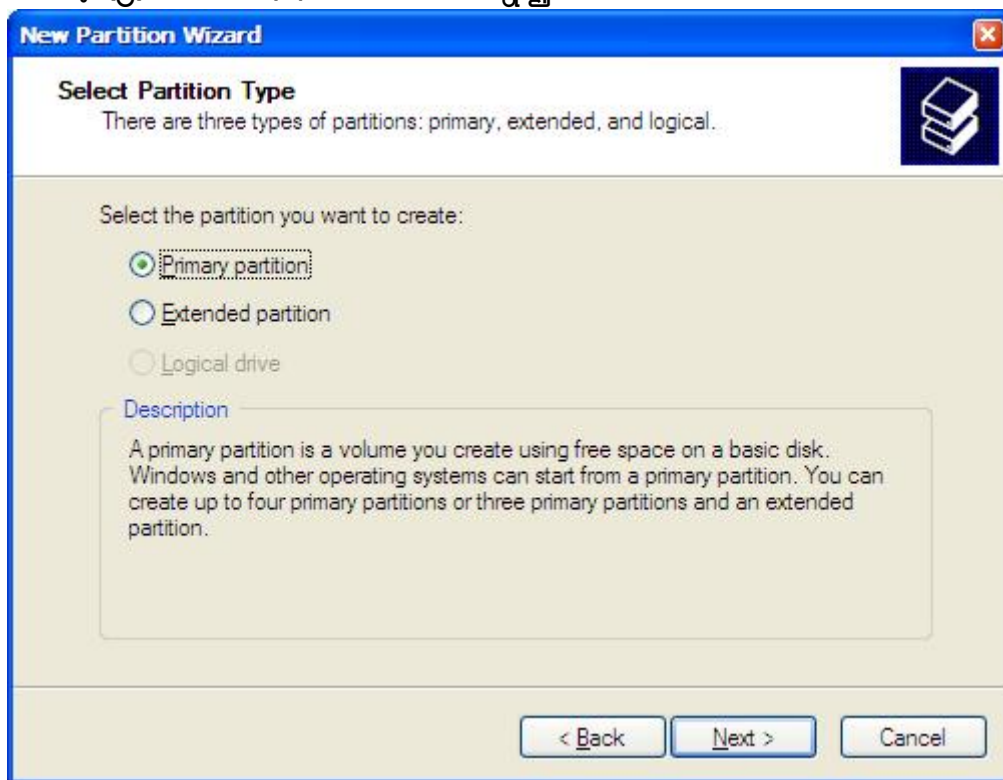 New Partition Wizard
Select Partition Type
There are three types of partitions: primary, extended, and logical.
Select the partition you want to create:
Primary partition
Extended partition
Logical drive
Description
A primary partition is a volume you create using free space on a basic disk.
Windows and other operating systems can start from a primary partition. You can
create up to four primary partitions or three primary partitions and an extended
partition.
< Back
Next >
Cancel